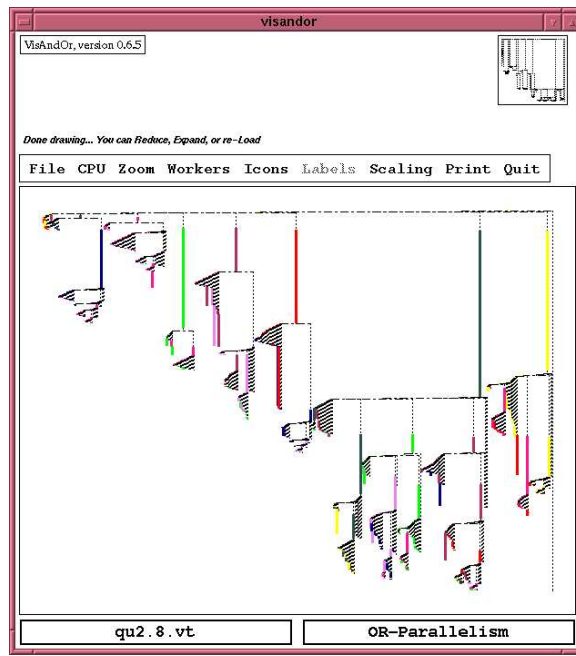 visandor
VisAndOr, version 0.6.5
Done drawing... You can Reduce, Expand, or re-Load
File CPU Zoom Workers Icons Labels Scaling Print Quit
qu2.8.vt
OR-Parallelism